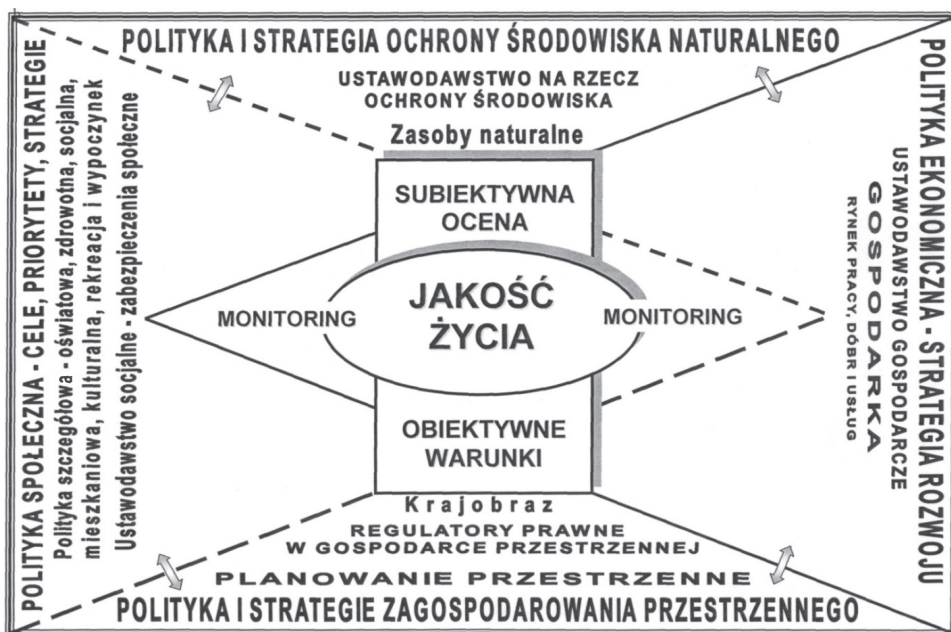 POLITYKA I STRATEGIA OCHRONY ŚRODOWISKA NATURALNEGO
USTAWODAWSTWO NA RZECZ
OCHRONY ŚRODOWISKA
Zasoby naturalne
POLITYKA SPOŁECZNA - CELE, PRIORYTETY, STRATEGIE
Polityka szczegółowa - oświatowa, zdrowotna, socjalna,
mieszkaniowa, kulturalna, rekreacja i wypoczynek
Ustawodawstwo socjalne - zabezpieczenia społeczne
SUBIEKTYWNA
OCENA
MONITORING
JAKOŚĆ
ŻYCIA
MONITORING
OBIEKTYWNE
WARUNKI
POLITYKA EKONOMICZNA - STRATEGIA ROZWOJU
USTAWODAWSTWO GOSPODARCZE
GOSPODARKA
RYNEK PRACY, DÓBR I USŁUG
Krajobraz
REGULATORY PRAWNE
W GOSPODARCE PRZESTRZENNEJ
PLANOWANIE PRZESTRZENNE
POLITYKA I STRATEGIE ZAGOSPODAROWANIA PRZESTRZENNEGO